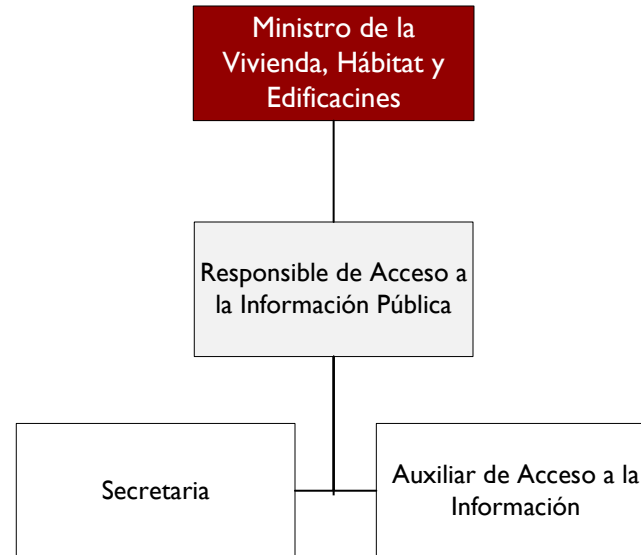 Ministro de la
Vivienda, Hábitat y
Edificacines
Responsible de Acceso a
la Información Pública
Secretaria
Auxiliar de Acceso a la
Información